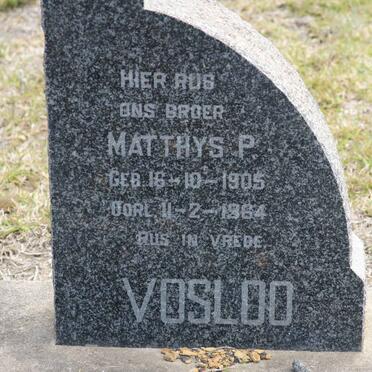 HIER RUS
ONS BROER
MATTHYS P.
GEB. 16-10-1905
OORL. 11-2-1964
RUS IN VREDE
VOSLOO